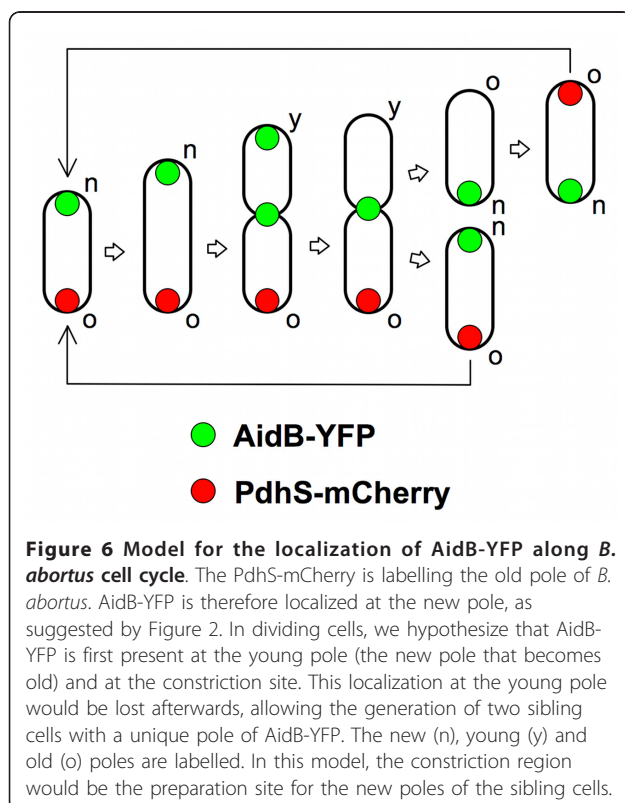 n
o
n
o
y
o
y
o
o
n
n
o
o
n
AidB-YFP
PdhS-mCherry
Figure 6 Model for the localization of AidB-YFP along B.
abortus cell cycle. The PdhS-mCherry is labelling the old pole of B.
abortus. AidB-YFP is therefore localized at the new pole, as
suggested by Figure 2. In dividing cells, we hypothesize that AidB-
YFP is first present at the young pole (the new pole that becomes
old) and at the constriction site. This localization at the young pole
would be lost afterwards, allowing the generation of two sibling
cells with a unique pole of AidB-YFP. The new (n), young (y) and
old (o) poles are labelled. In this model, the constriction region
would be the preparation site for the new poles of the sibling cells.